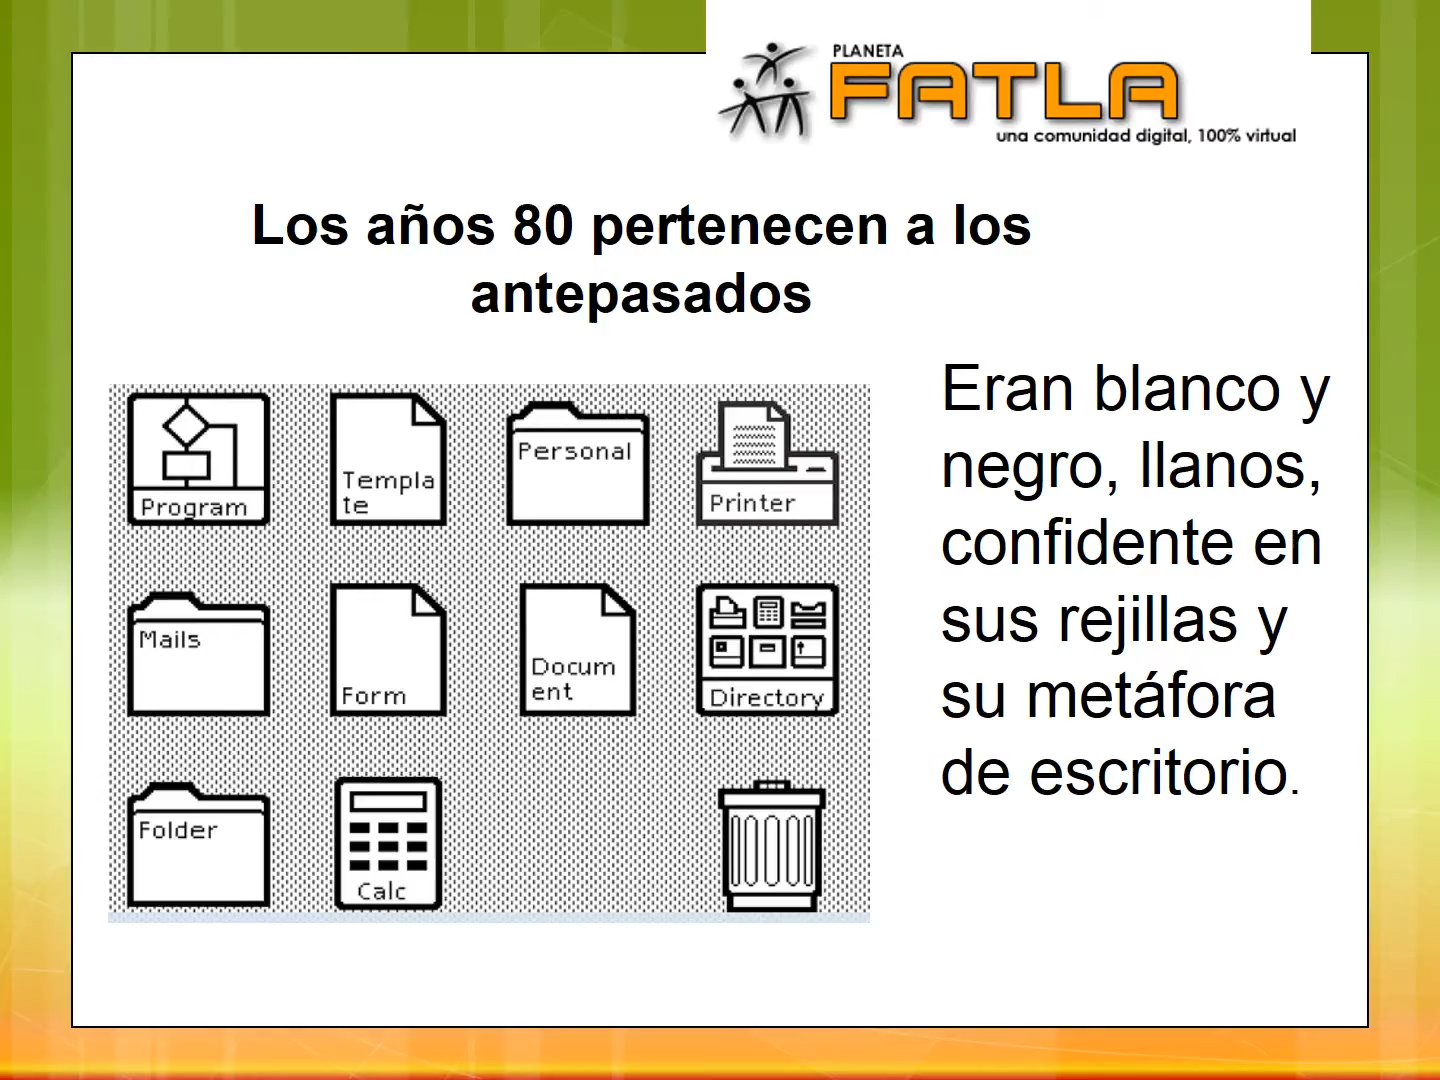 PLANETA
FATLA
una comunidad digital, 100% virtual
Los años 80 pertenecen a los
antepasados
Program
Templa
te
Personal
Printer
Mails
Form
Docum
ent
Directory
Folder
Calc
Eran blanco y
negro, llanos,
confidente en
sus rejillas y
su metáfora
de escritorio.